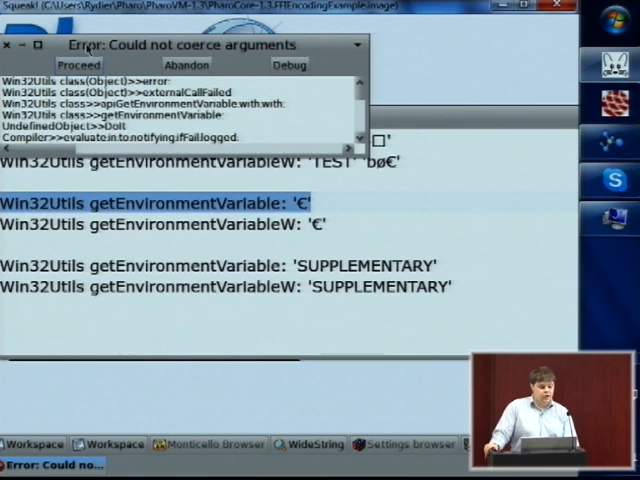 Squeak! (C:\Users\Rydier\Pharo\PharoVM-1.3\PharoCore-1.3.FFIEncodingExample.image)
Error: Could not coerce arguments
Proceed
Abandon
Debug
Win32Utils class(Object)>>error:
Win32Utils class(Object)>>externalCallFailed
Win32Utils class>>apiGetEnvironmentVariable:with:with:
Win32Utils class>>getEnvironmentVariable:
UndefinedObject>>DoIt
Compiler>>evaluate:in:to:notifying:ifFail:logged:
Win32Utils getEnvironmentVariableW: 'TEST' 'bø€'
Win32Utils getEnvironmentVariable: '€'
Win32Utils getEnvironmentVariableW: '€'
Win32Utils getEnvironmentVariable: 'SUPPLEMENTARY'
Win32Utils getEnvironmentVariableW: 'SUPPLEMENTARY'
Workspace
Workspace
Monticello Browser
WideString
Settings browser
Error: Could no...